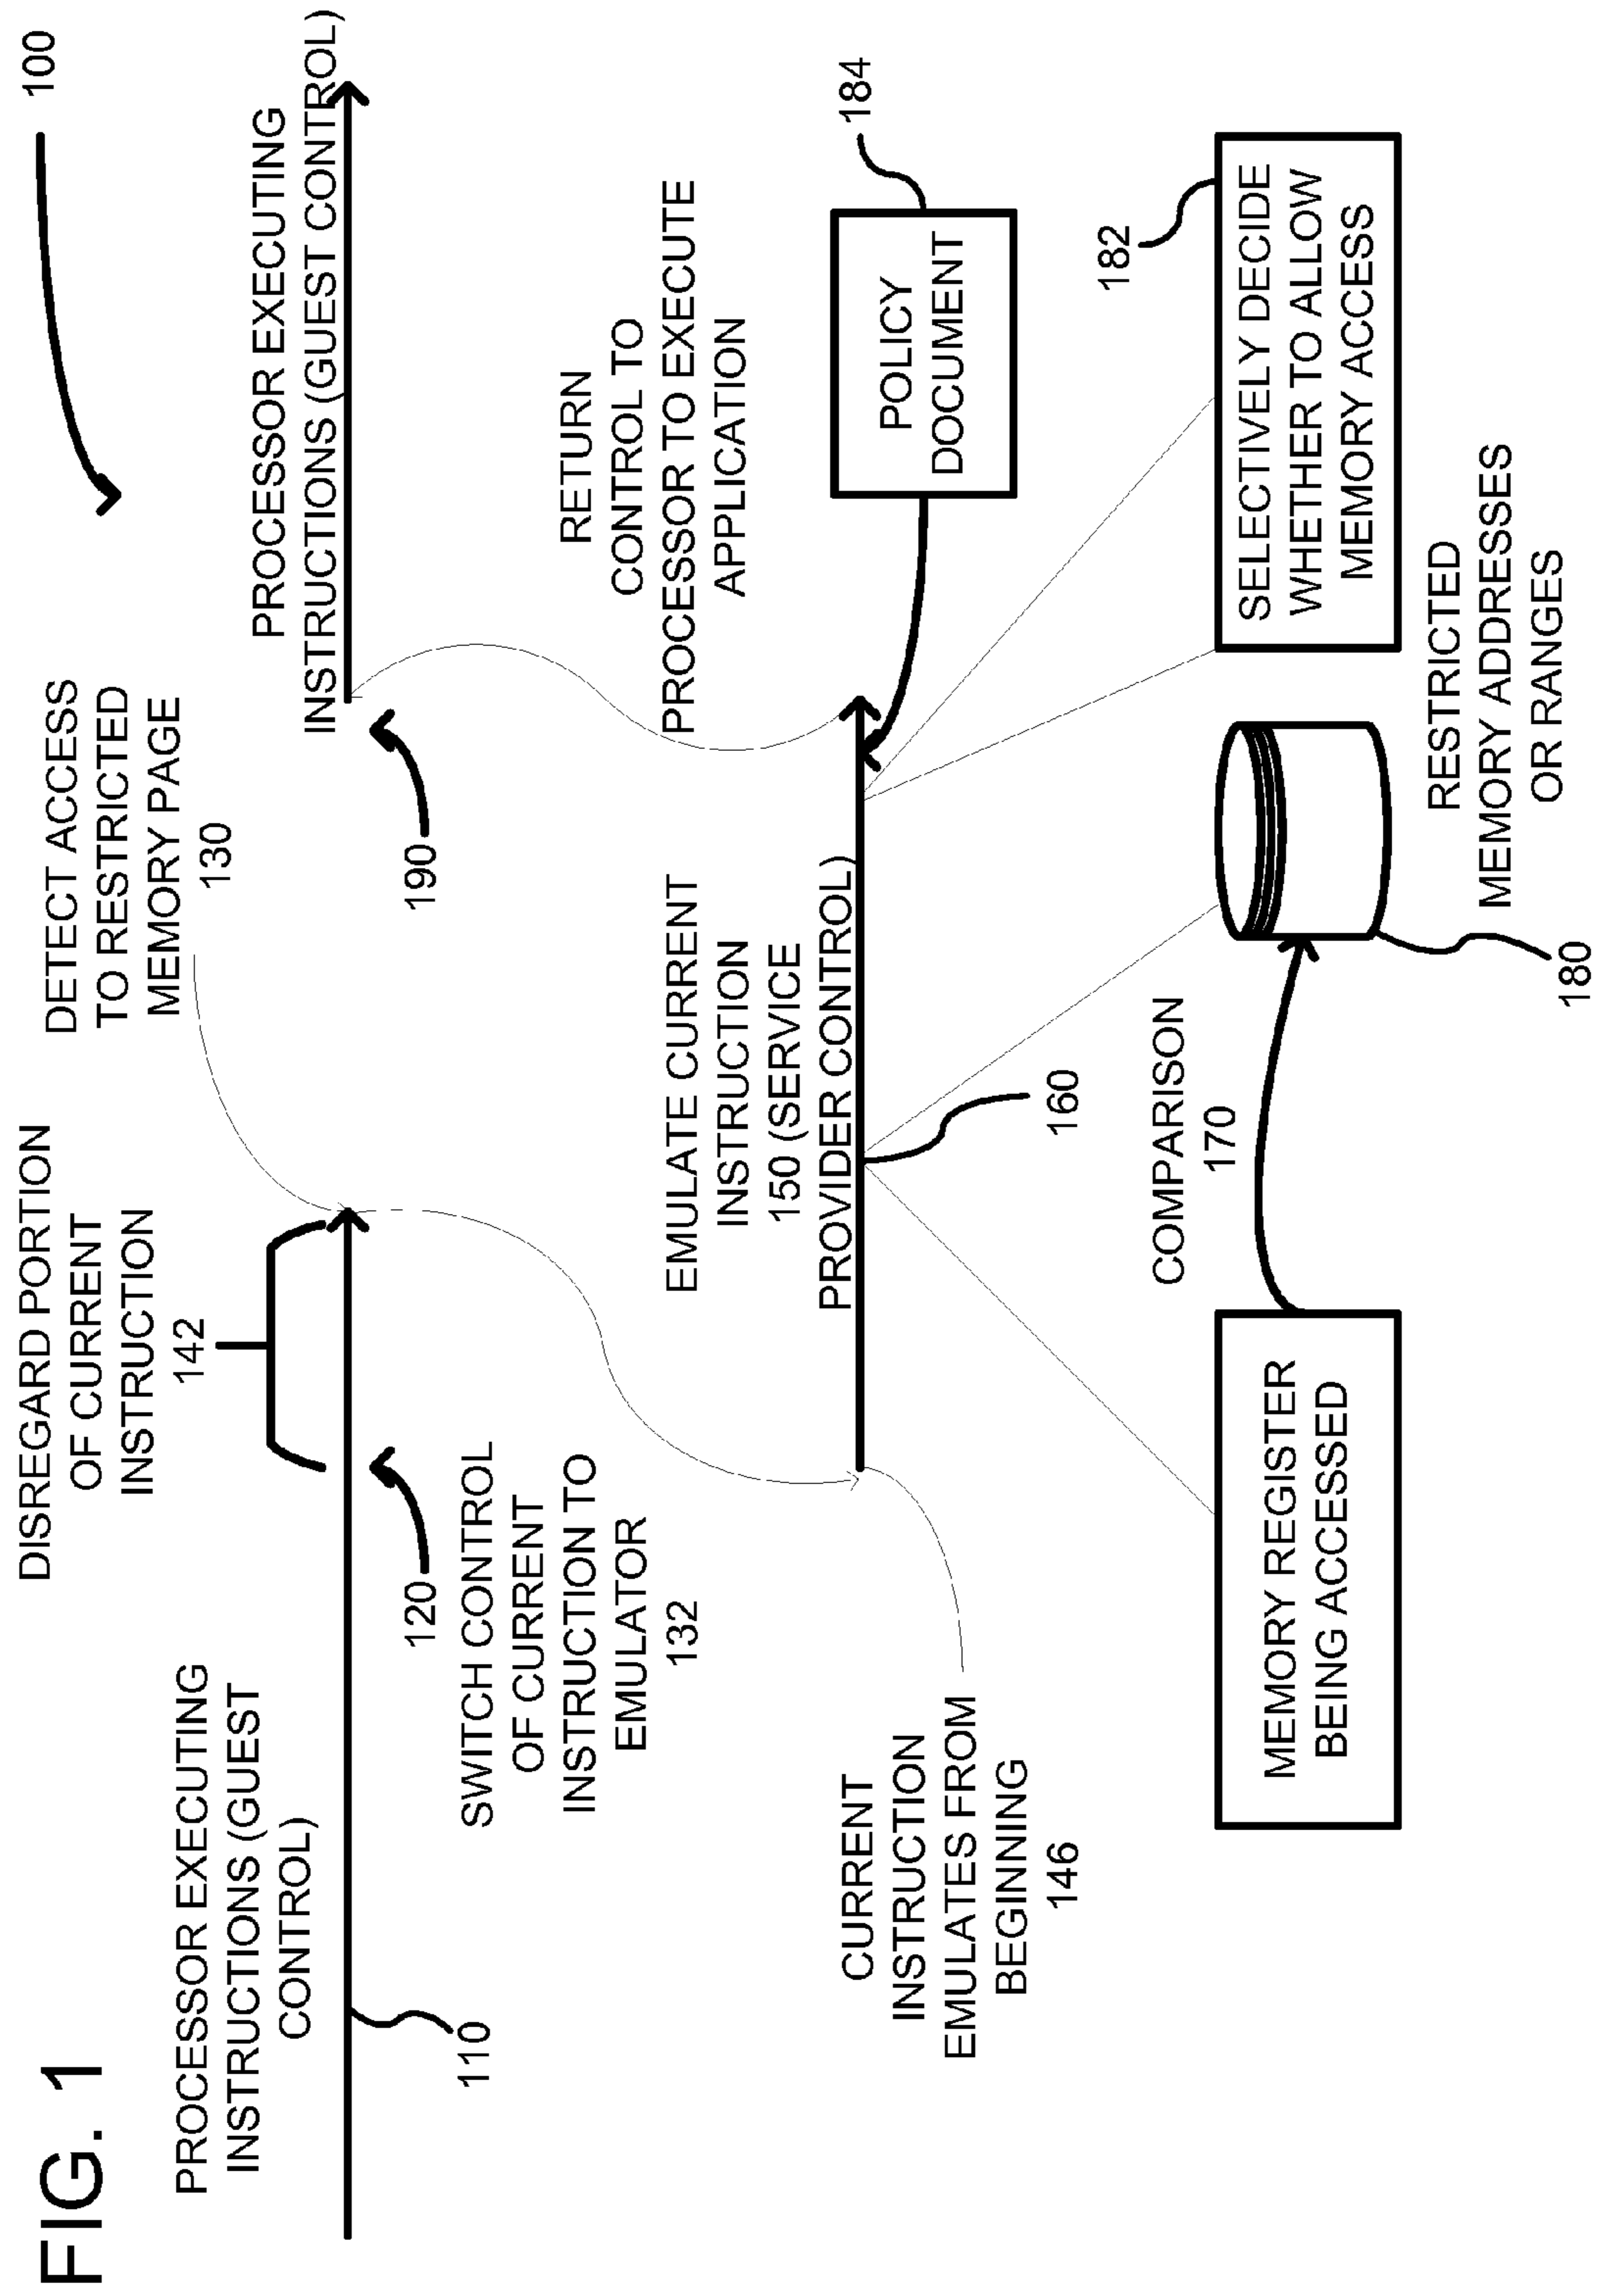 FIG. 1
100
PROCESSOR EXECUTING
INSTRUCTIONS (GUEST
CONTROL)
110
DISREGARD PORTION
OF CURRENT
INSTRUCTION
142
120
DETECT ACCESS
TO RESTRICTED
MEMORY PAGE
130
PROCESSOR EXECUTING
INSTRUCTIONS (GUEST CONTROL)
190
SWITCH CONTROL
OF CURRENT
INSTRUCTION TO
EMULATOR
132
RETURN
CONTROL TO
PROCESSOR TO EXECUTE
APPLICATION
EMULATE CURRENT
INSTRUCTION
150 (SERVICE
PROVIDER CONTROL)
160
CURRENT
INSTRUCTION
EMULATES FROM
BEGINNING
146
POLICY
DOCUMENT
184
MEMORY REGISTER
BEING ACCESSED
COMPARISON
170
180
RESTRICTED
MEMORY ADDRESSES
OR RANGES
182
SELECTIVELY DECIDE
WHETHER TO ALLOW
MEMORY ACCESS